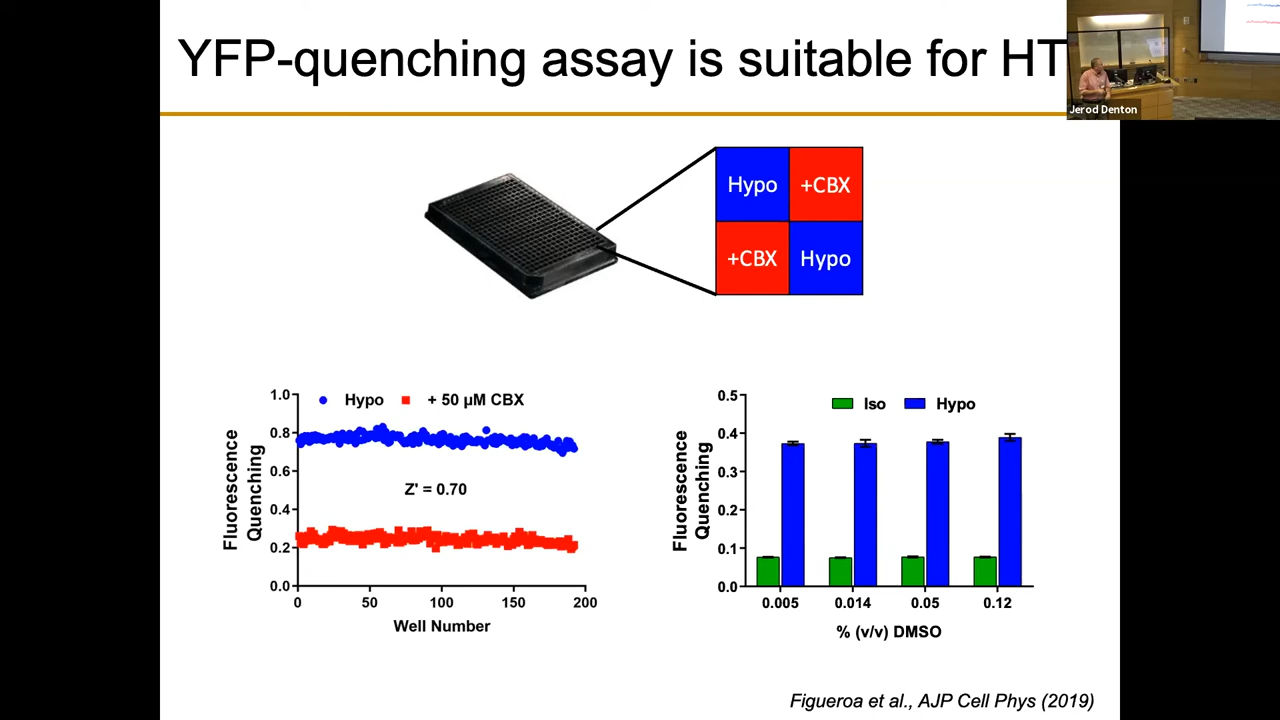 YFP-quenching assay is suitable for HT
Jerod Denton
Hypo
+CBX
+CBX
Hypo
Hypo
+ 50 µM CBX
Fluorescence
Quenching
1.0
0.8
0.6
0.4
0.2
0.0
Z' = 0.70
0 50 100 150 200
Well Number
Iso
Hypo
Fluorescence
Quenching
0.5
0.4
0.3
0.2
0.1
0.0
0.005 0.014 0.05 0.12
% (v/v) DMSO
Figueroa et al., AJP Cell Phys (2019)